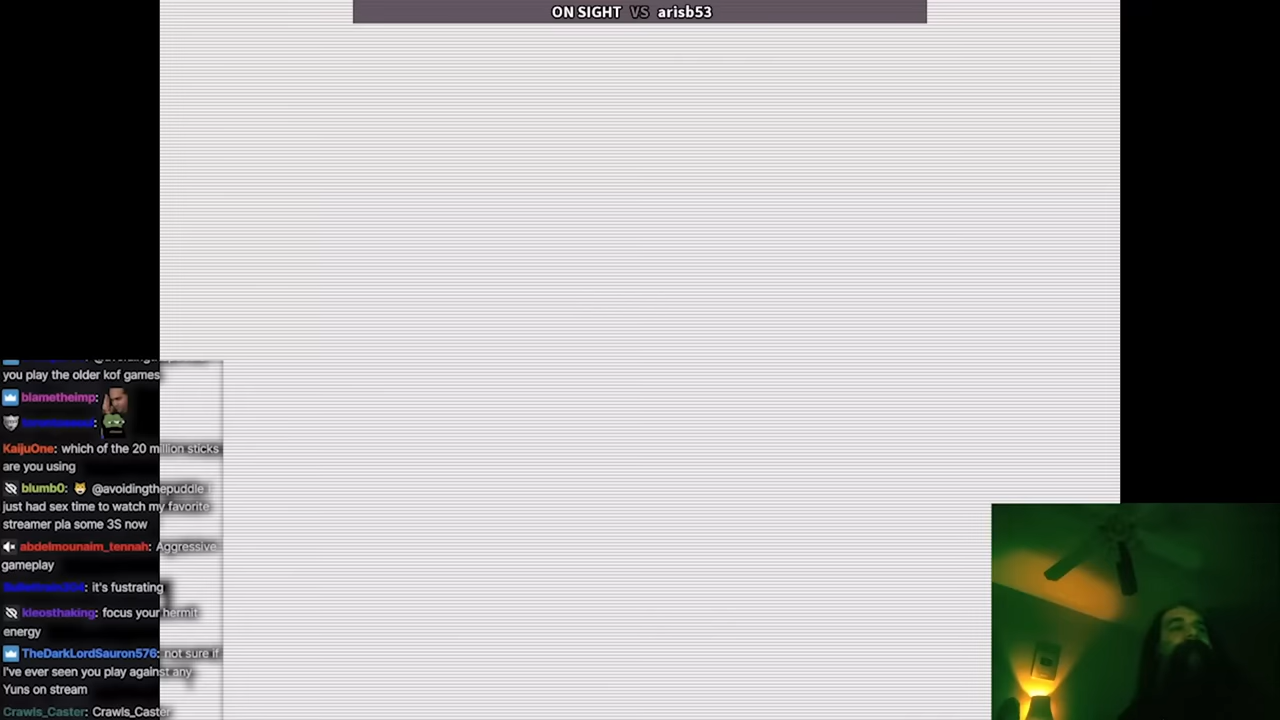 ON SIGHT VS arisb53
you play the older kof games
blametheimp:
KaijuOne: which of the 20 million sticks
are you using
blumb0: @avoidingthepuddle i
just had sex time to watch my favorite
streamer pla some 3S now
abdelmounaim_tennah: Aggressive
gameplay
it's fustrating
kleosthaking: focus your hermit
energy
TheDarkLordSauron576: not sure if
I've ever seen you play against any
Yuns on stream
Crawls_Caster: Crawls_Caster